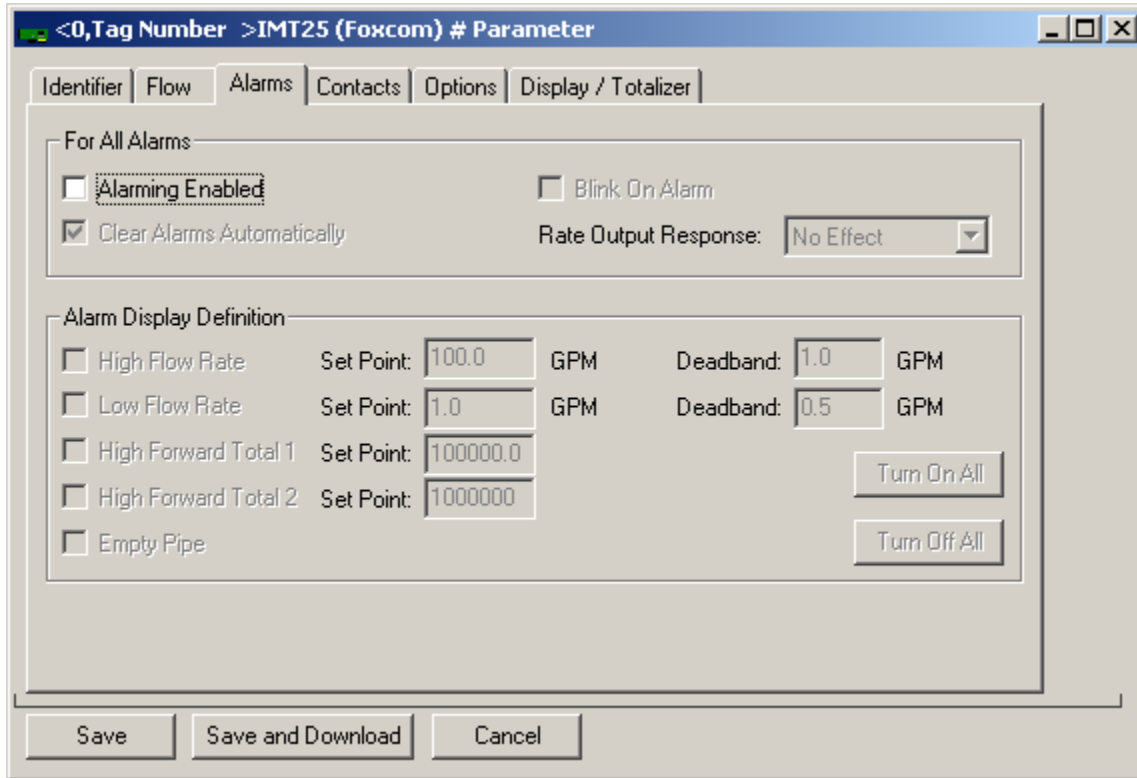 <0,Tag Number >IMT25 (Foxcom) # Parameter
Identifier Flow Alarms Contacts Options Display / Totalizer
For All Alarms
Alarming Enabled Blink On Alarm
Clear Alarms Automatically Rate Output Response: No Effect
Alarm Display Definition
High Flow Rate Set Point: 100.0 GPM Deadband: 1.0 GPM
Low Flow Rate Set Point: 1.0 GPM Deadband: 0.5 GPM
High Forward Total 1 Set Point: 100000.0
Turn On All
High Forward Total 2 Set Point: 1000000
Empty Pipe Turn Off All
Save Save and Download Cancel